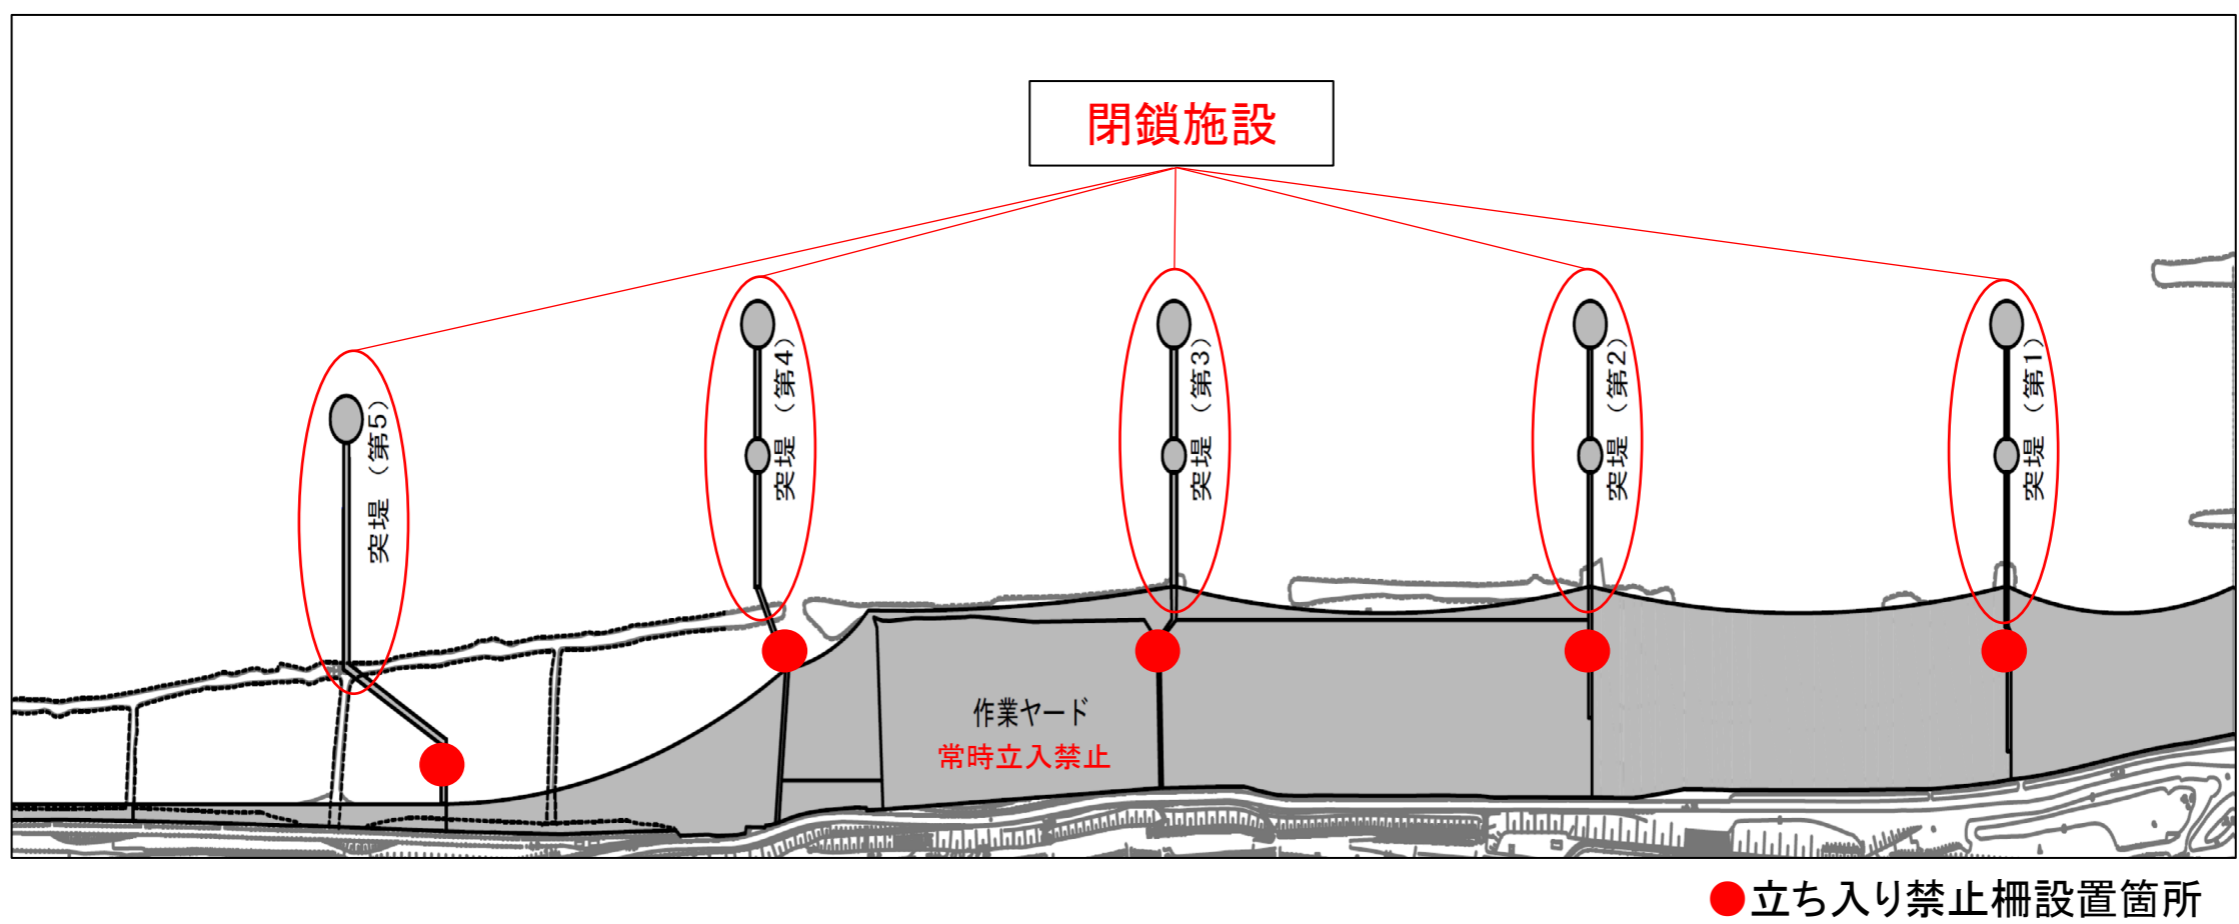 閉鎖施設
突堤（第5）
突堤（第4）
突堤（第3）
突堤（第2）
突堤（第1）
作業ヤード
常時立入禁止
●立ち入り禁止柵設置箇所